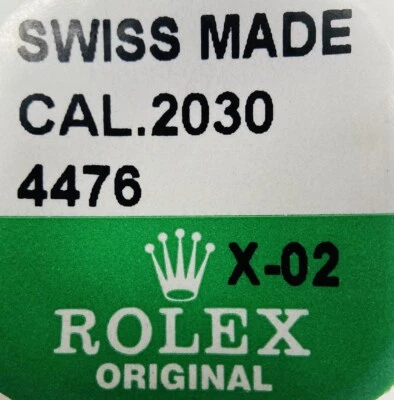 SWISS MADE
CAL.2030
4476
X-02
ROLEX
ORIGINAL